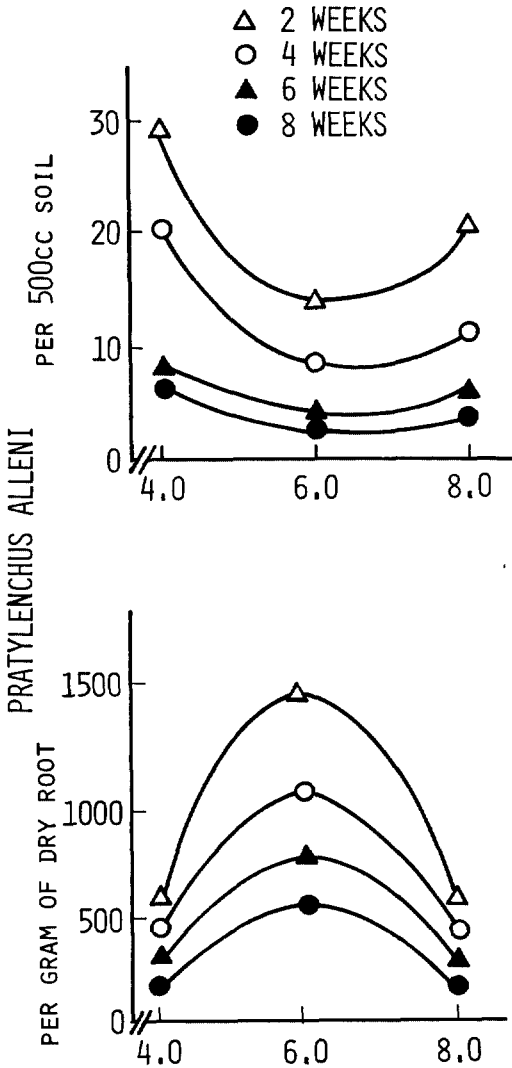 △ 2 WEEKS
○ 4 WEEKS
▲ 6 WEEKS
● 8 WEEKS
PRATYLENCHUS ALLENI
PER 500cc SOIL
30
20
10
0
4.0 6.0 8.0
PER GRAM OF DRY ROOT
1500
1000
500
0
4.0 6.0 8.0